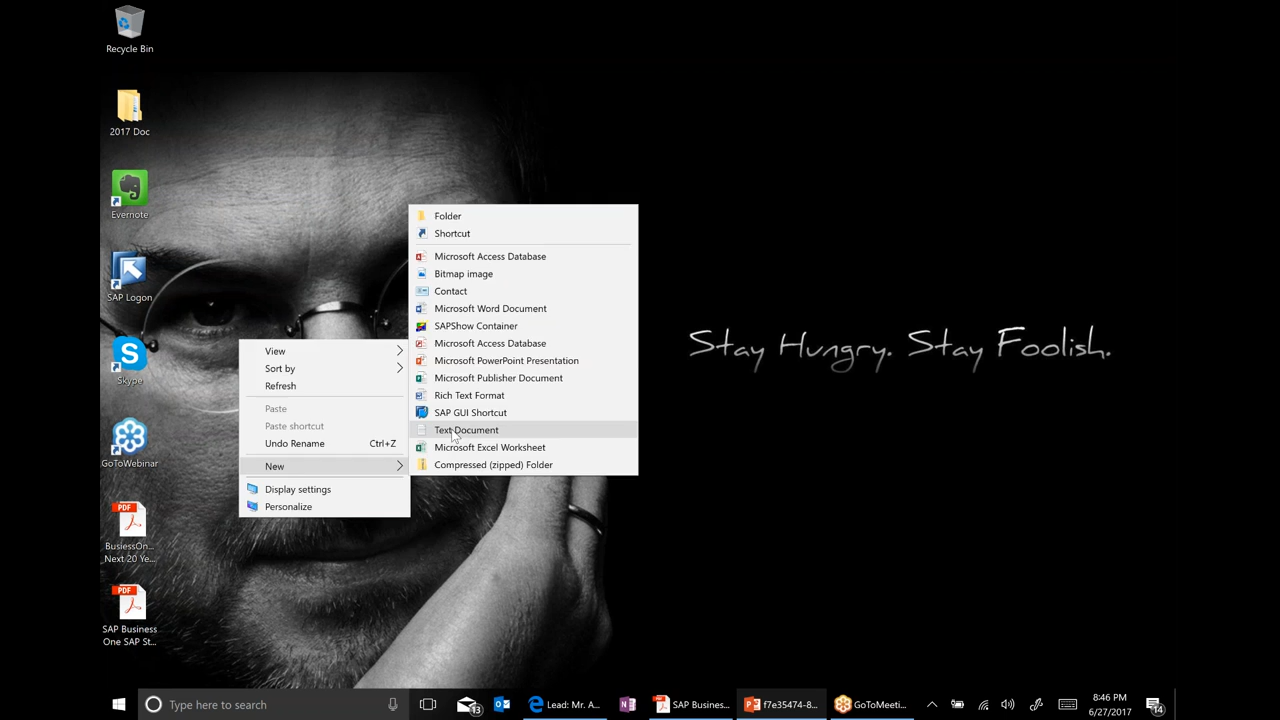 Recycle Bin
2017 Doc
Evernote
SAP Logon
Skype
GoToWebinar
PDF
BusiessOn...
Next 20 Ye...
PDF
SAP Business
One SAP St...
View
Sort by
Refresh
Paste
Paste shortcut
Undo Rename Ctrl+Z
New
Display settings
Personalize
Folder
Shortcut
Microsoft Access Database
Bitmap image
Contact
Microsoft Word Document
SAPShow Container
Microsoft Access Database
Microsoft PowerPoint Presentation
Microsoft Publisher Document
Rich Text Format
SAP GUI Shortcut
Text Document
Microsoft Excel Worksheet
Compressed (zipped) Folder
Stay Hungry. Stay Foolish.
Type here to search
13
Lead: Mr. A...
SAP Busines...
f7e35474-8...
GoToMeeti...
8:46 PM
6/27/2017
14